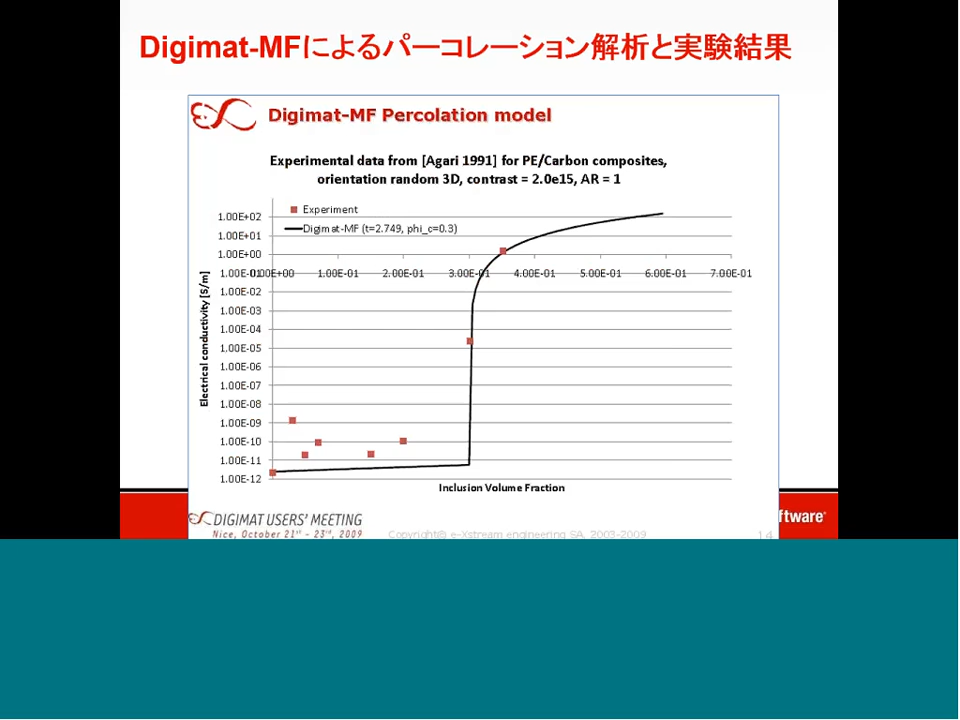 Digimat-MFによるパーコレーション解析と実験結果
Digimat-MF Percolation model
Experimental data from [Agari 1991] for PE/Carbon composites,
orientation random 3D, contrast = 2.0e15, AR = 1
Experiment
Digimat-MF (t=2.749, phi_c=0.3)
1.00E+02
1.00E+01
1.00E+00
1.00E-01
0.00E+00 1.00E-01 2.00E-01 3.00E-01 4.00E-01 5.00E-01 6.00E-01 7.00E-01
1.00E-02
1.00E-03
1.00E-04
1.00E-05
1.00E-06
1.00E-07
1.00E-08
1.00E-09
1.00E-10
1.00E-11
1.00E-12
Electrical conductivity [S/m]
Inclusion Volume Fraction
DIGIMAT USERS' MEETING
Nice, October 21st - 23rd, 2009
Copyright© e-Xstream engineering SA, 2003-2009
14
ftware